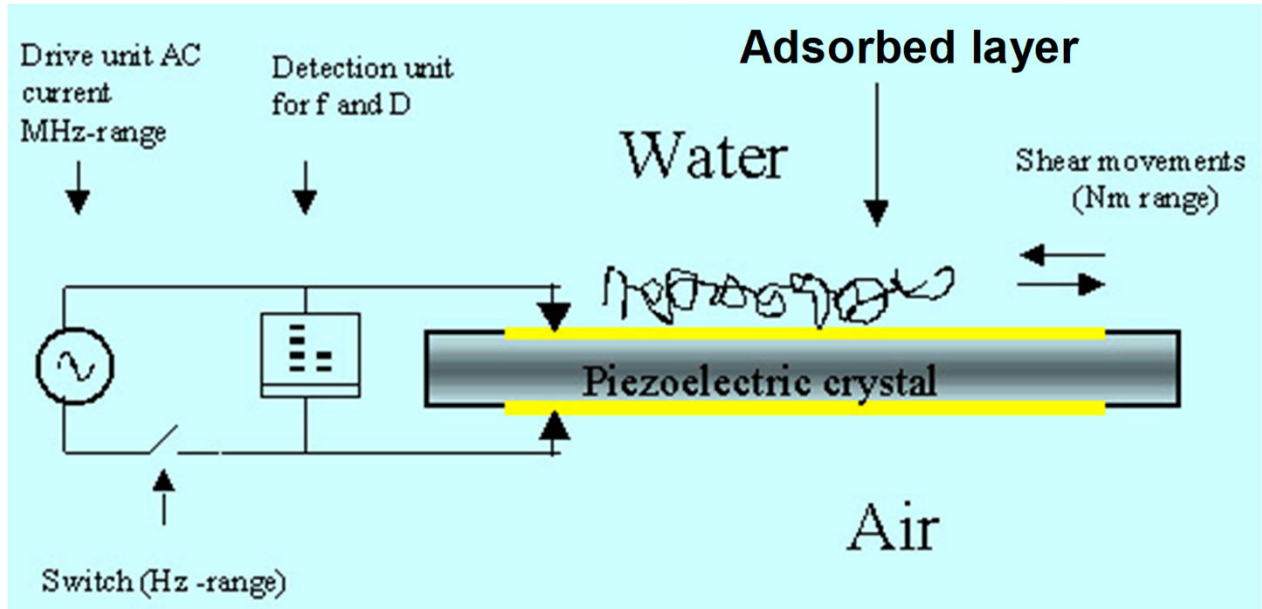 Drive unit AC
current
MHz-range
Detection unit
for f and D
Adsorbed layer
Water
Shear movements
(Nm range)
Piezoelectric crystal
Air
Switch (Hz -range)